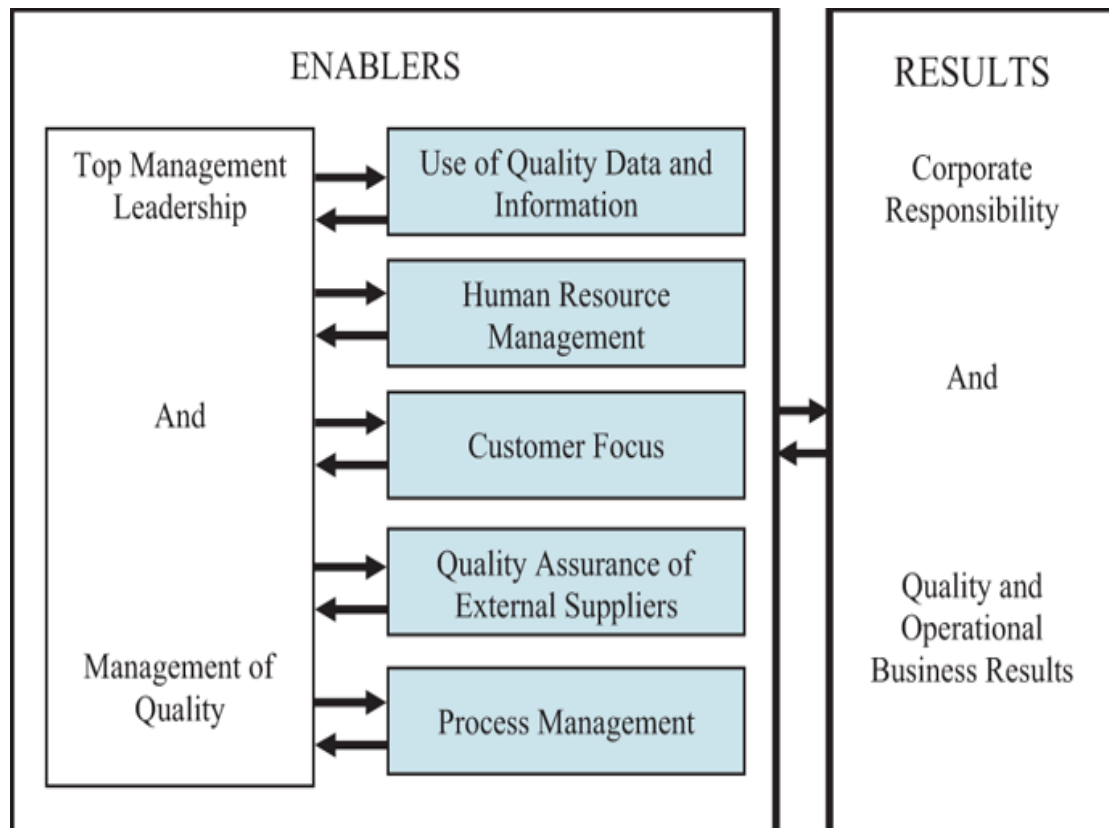 ENABLERS
Top Management
Leadership
And
Management of
Quality
Use of Quality Data and
Information
Human Resource
Management
Customer Focus
Quality Assurance of
External Suppliers
Process Management
RESULTS
Corporate
Responsibility
And
Quality and
Operational
Business Results